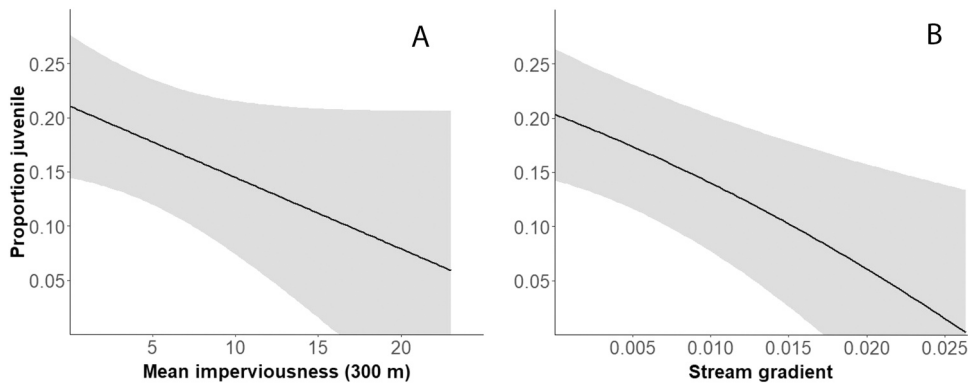 A
B
Proportion juvenile
0.25
0.20
0.15
0.10
0.05
5 10 15 20
Mean imperviousness (300 m)
0.25
0.20
0.15
0.10
0.05
0.005 0.010 0.015 0.020 0.025
Stream gradient